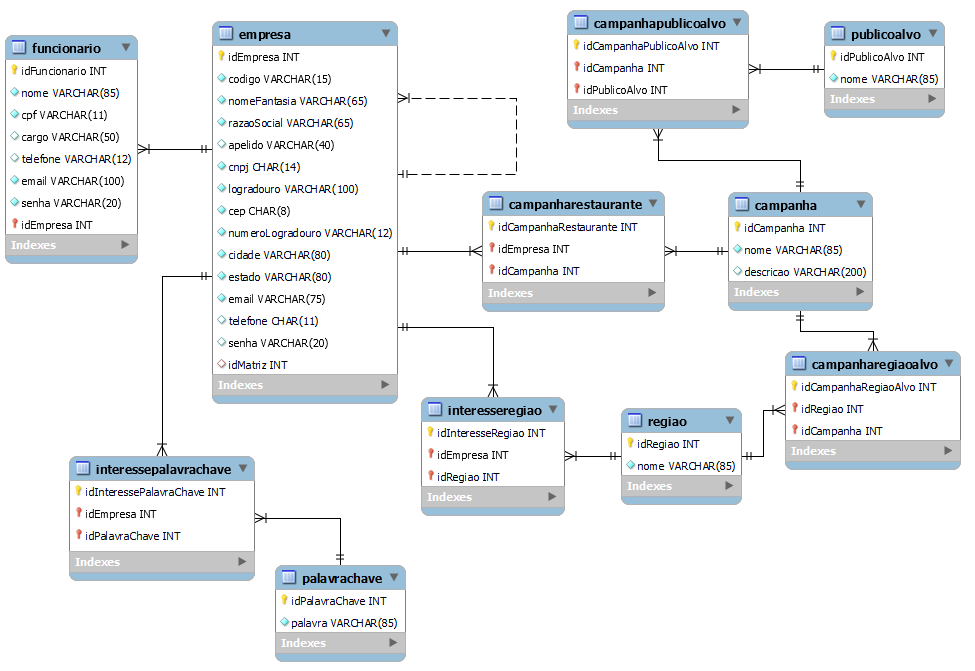 funcionario
idFuncionario INT
nome VARCHAR(85)
cpf VARCHAR(11)
cargo VARCHAR(50)
telefone VARCHAR(12)
email VARCHAR(100)
senha VARCHAR(20)
idEmpresa INT
Indexes
empresa
idEmpresa INT
codigo VARCHAR(15)
nomeFantasia VARCHAR(65)
razaoSocial VARCHAR(65)
apelido VARCHAR(40)
cnpj CHAR(14)
logradouro VARCHAR(100)
cep CHAR(8)
numeroLogradouro VARCHAR(12)
cidade VARCHAR(80)
estado VARCHAR(80)
email VARCHAR(75)
telefone CHAR(11)
senha VARCHAR(20)
idMatriz INT
Indexes
campanhapublicoalvo
idCampanhaPublicoAlvo INT
idCampanha INT
idPublicoAlvo INT
Indexes
publicoalvo
idPublicoAlvo INT
nome VARCHAR(85)
Indexes
campanharestaurante
idCampanhaRestaurante INT
idEmpresa INT
idCampanha INT
Indexes
campanha
idCampanha INT
nome VARCHAR(85)
descricao VARCHAR(200)
Indexes
campanharegiaoalvo
idCampanhaRegiaoAlvo INT
idRegiao INT
idCampanha INT
Indexes
interesseregiao
idInteresseRegiao INT
idEmpresa INT
idRegiao INT
Indexes
regiao
idRegiao INT
nome VARCHAR(85)
Indexes
interessepalavrachave
idInteressePalavraChave INT
idEmpresa INT
idPalavraChave INT
Indexes
palavrachave
idPalavraChave INT
palavra VARCHAR(85)
Indexes